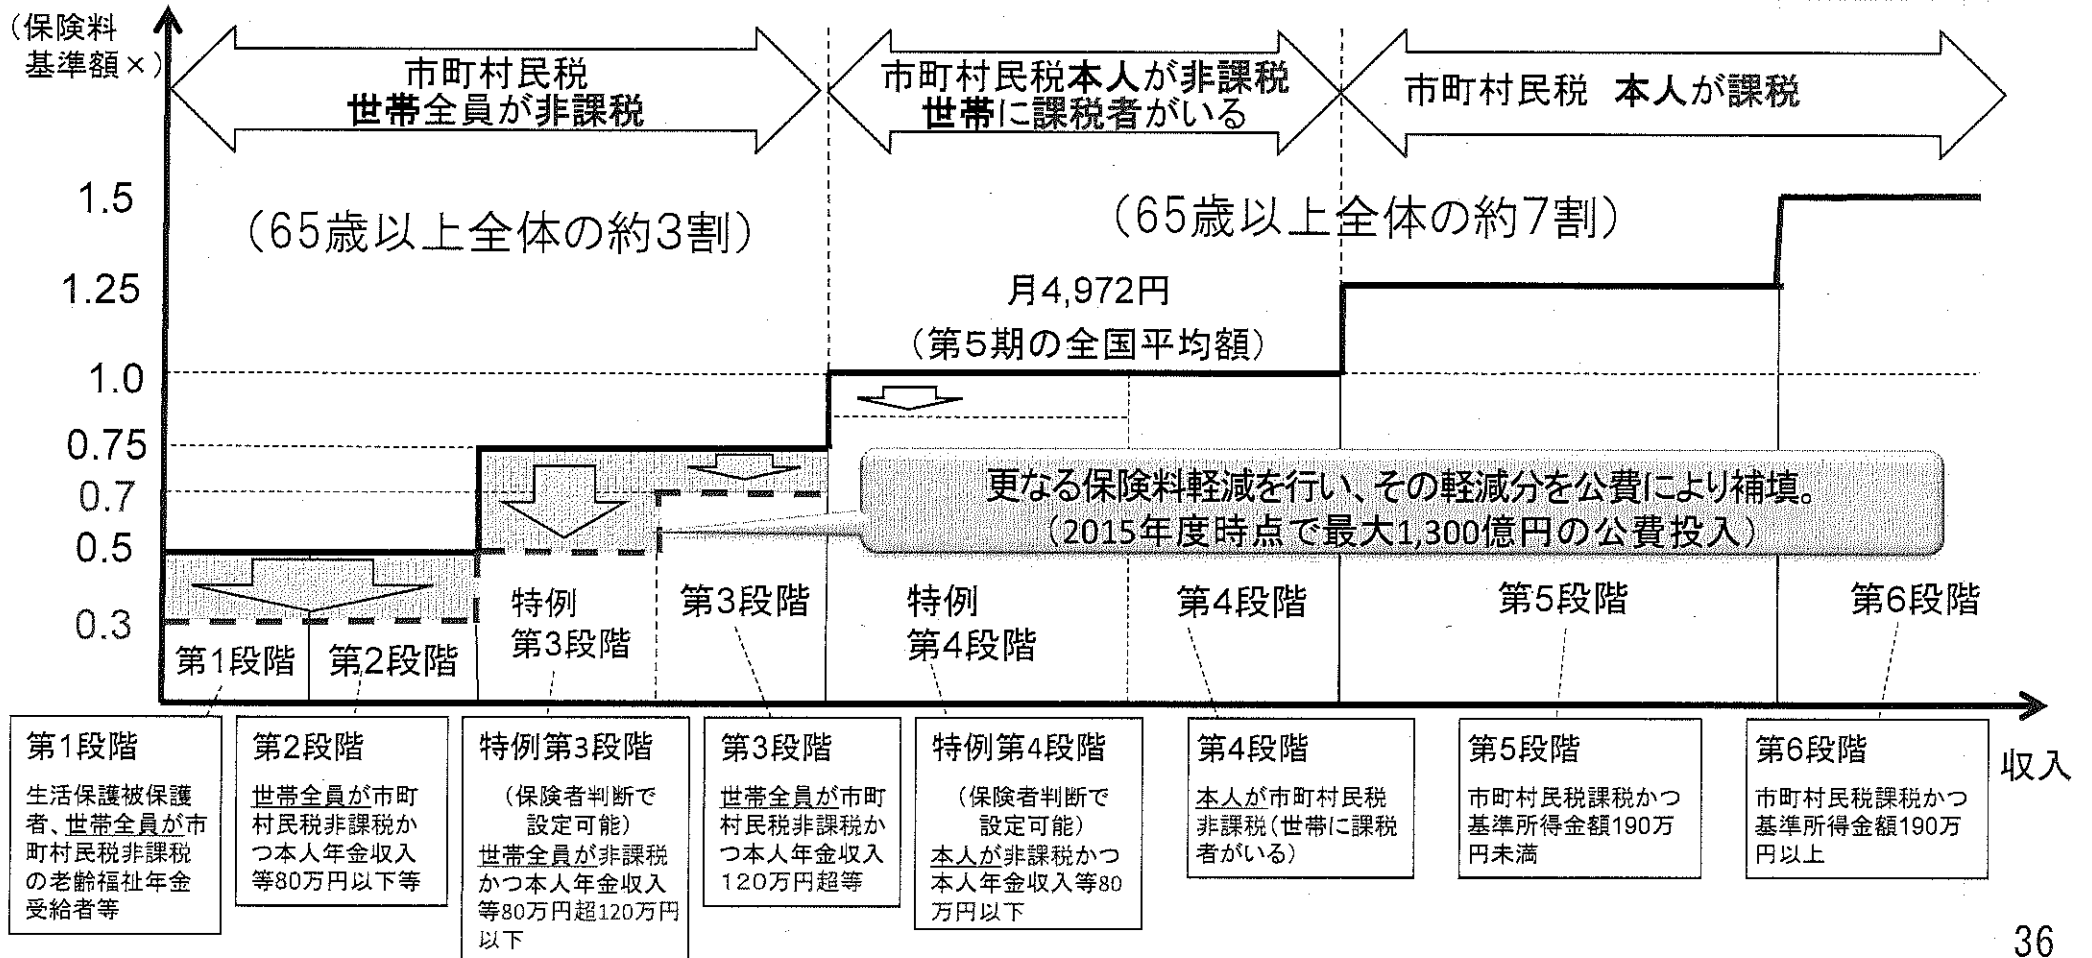 (保険料
基準額×)
市町村民税
世帯全員が非課税
市町村民税本人が非課税
世帯に課税者がいる
市町村民税 本人が課税
1.5
(65歳以上全体の約3割)
(65歳以上全体の約7割)
1.25
月4,972円
(第5期の全国平均額)
1.0
0.75
0.7
0.5
0.3
更なる保険料軽減を行い、その軽減分を公費により補填。
(2015年度時点で最大1,300億円の公費投入)
第1段階
第2段階
特例
第3段階
第3段階
特例
第4段階
第4段階
第5段階
第6段階
収入
第1段階
生活保護被保護
者、世帯全員が市
町村民税非課税
の老齢福祉年金
受給者等
第2段階
世帯全員が市町
村民税非課税か
つ本人年金収入
等80万円以下等
特例第3段階
(保険者判断で
設定可能)
世帯全員が非課税
かつ本人年金収入
等80万円超120万円
以下
第3段階
世帯全員が市町
村民税非課税か
つ本人年金収入
120万円超等
特例第4段階
(保険者判断で
設定可能)
本人が非課税かつ
本人年金収入等80
万円以下
第4段階
本人が市町村民税
非課税(世帯に課税
者がいる)
第5段階
市町村民税課税かつ
基準所得金額190万
円未満
第6段階
市町村民税課税かつ
基準所得金額190万
円以上
36